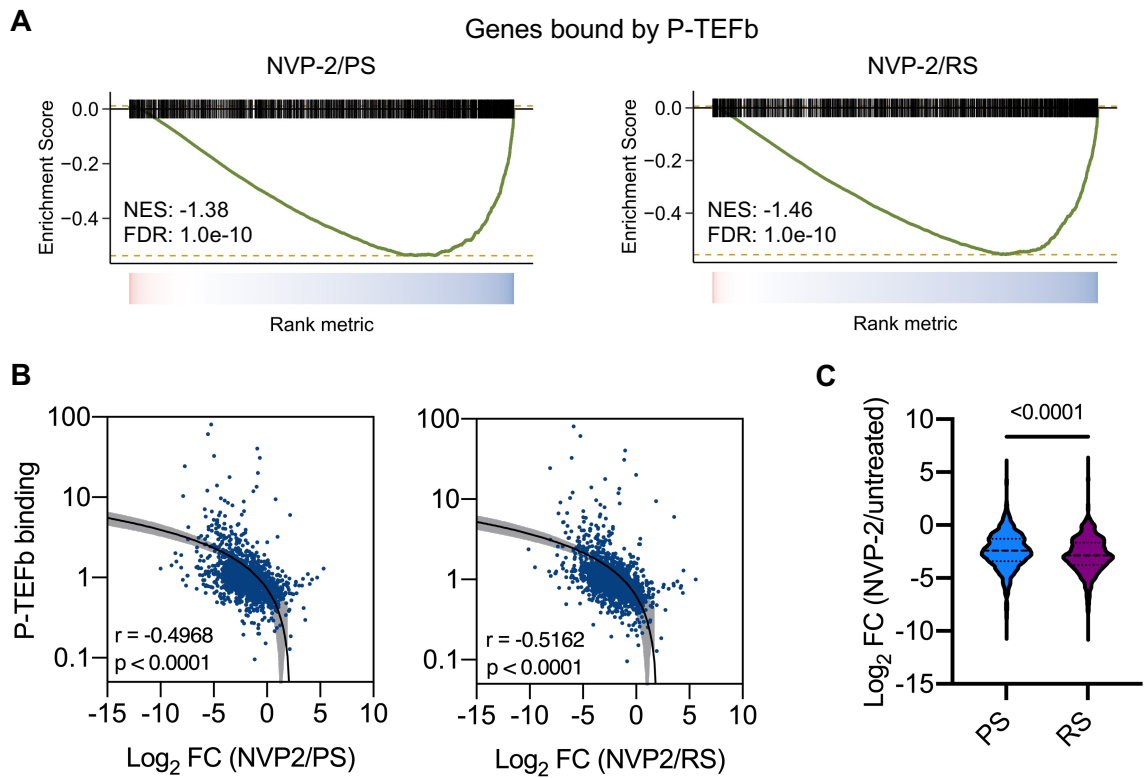 A
Genes bound by P-TEFb
NVP-2/PS
Enrichment Score
0.0
−0.2
−0.4
NES: -1.38
FDR: 1.0e-10
Rank metric
NVP-2/RS
Enrichment Score
0.0
−0.2
−0.4
NES: -1.46
FDR: 1.0e-10
Rank metric
B
P-TEFb binding
100
10
1
0.1
r = -0.4968
p < 0.0001
-15 -10 -5 0 5 10
Log2 FC (NVP2/PS)
100
10
1
0.1
r = -0.5162
p < 0.0001
-15 -10 -5 0 5 10
Log2 FC (NVP2/RS)
C
Log2 FC (NVP-2/untreated)
10
5
0
-5
-10
-15
<0.0001
PS RS